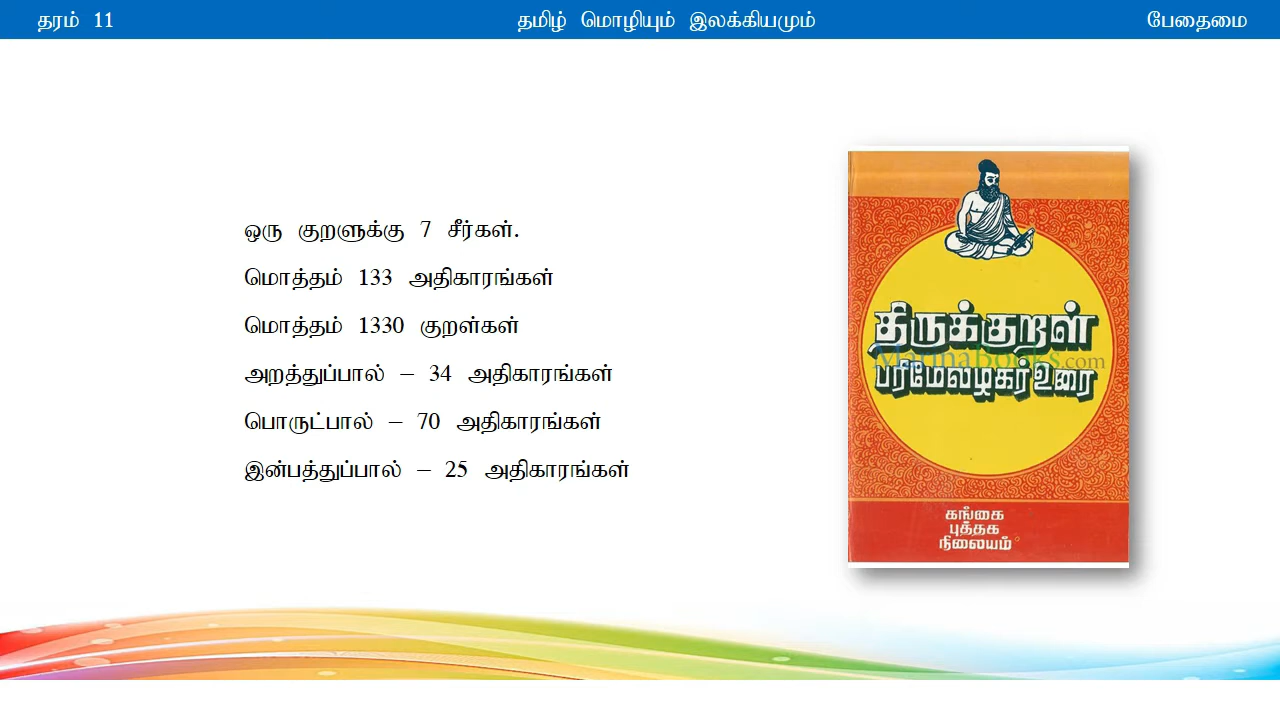 தரம் 11 தமிழ் மொழியும் இலக்கியமும் பேதைமை
ஒரு குறளுக்கு 7 சீர்கள்.
மொத்தம் 133 அதிகாரங்கள்
மொத்தம் 1330 குறள்கள்
அறத்துப்பால் – 34 அதிகாரங்கள்
பொருட்பால் – 70 அதிகாரங்கள்
இன்பத்துப்பால் – 25 அதிகாரங்கள்
திருக்குறள்
MarinaBooks.com
பரிமேலழகர் உரை
கங்கை
புத்தக
நிலையம்